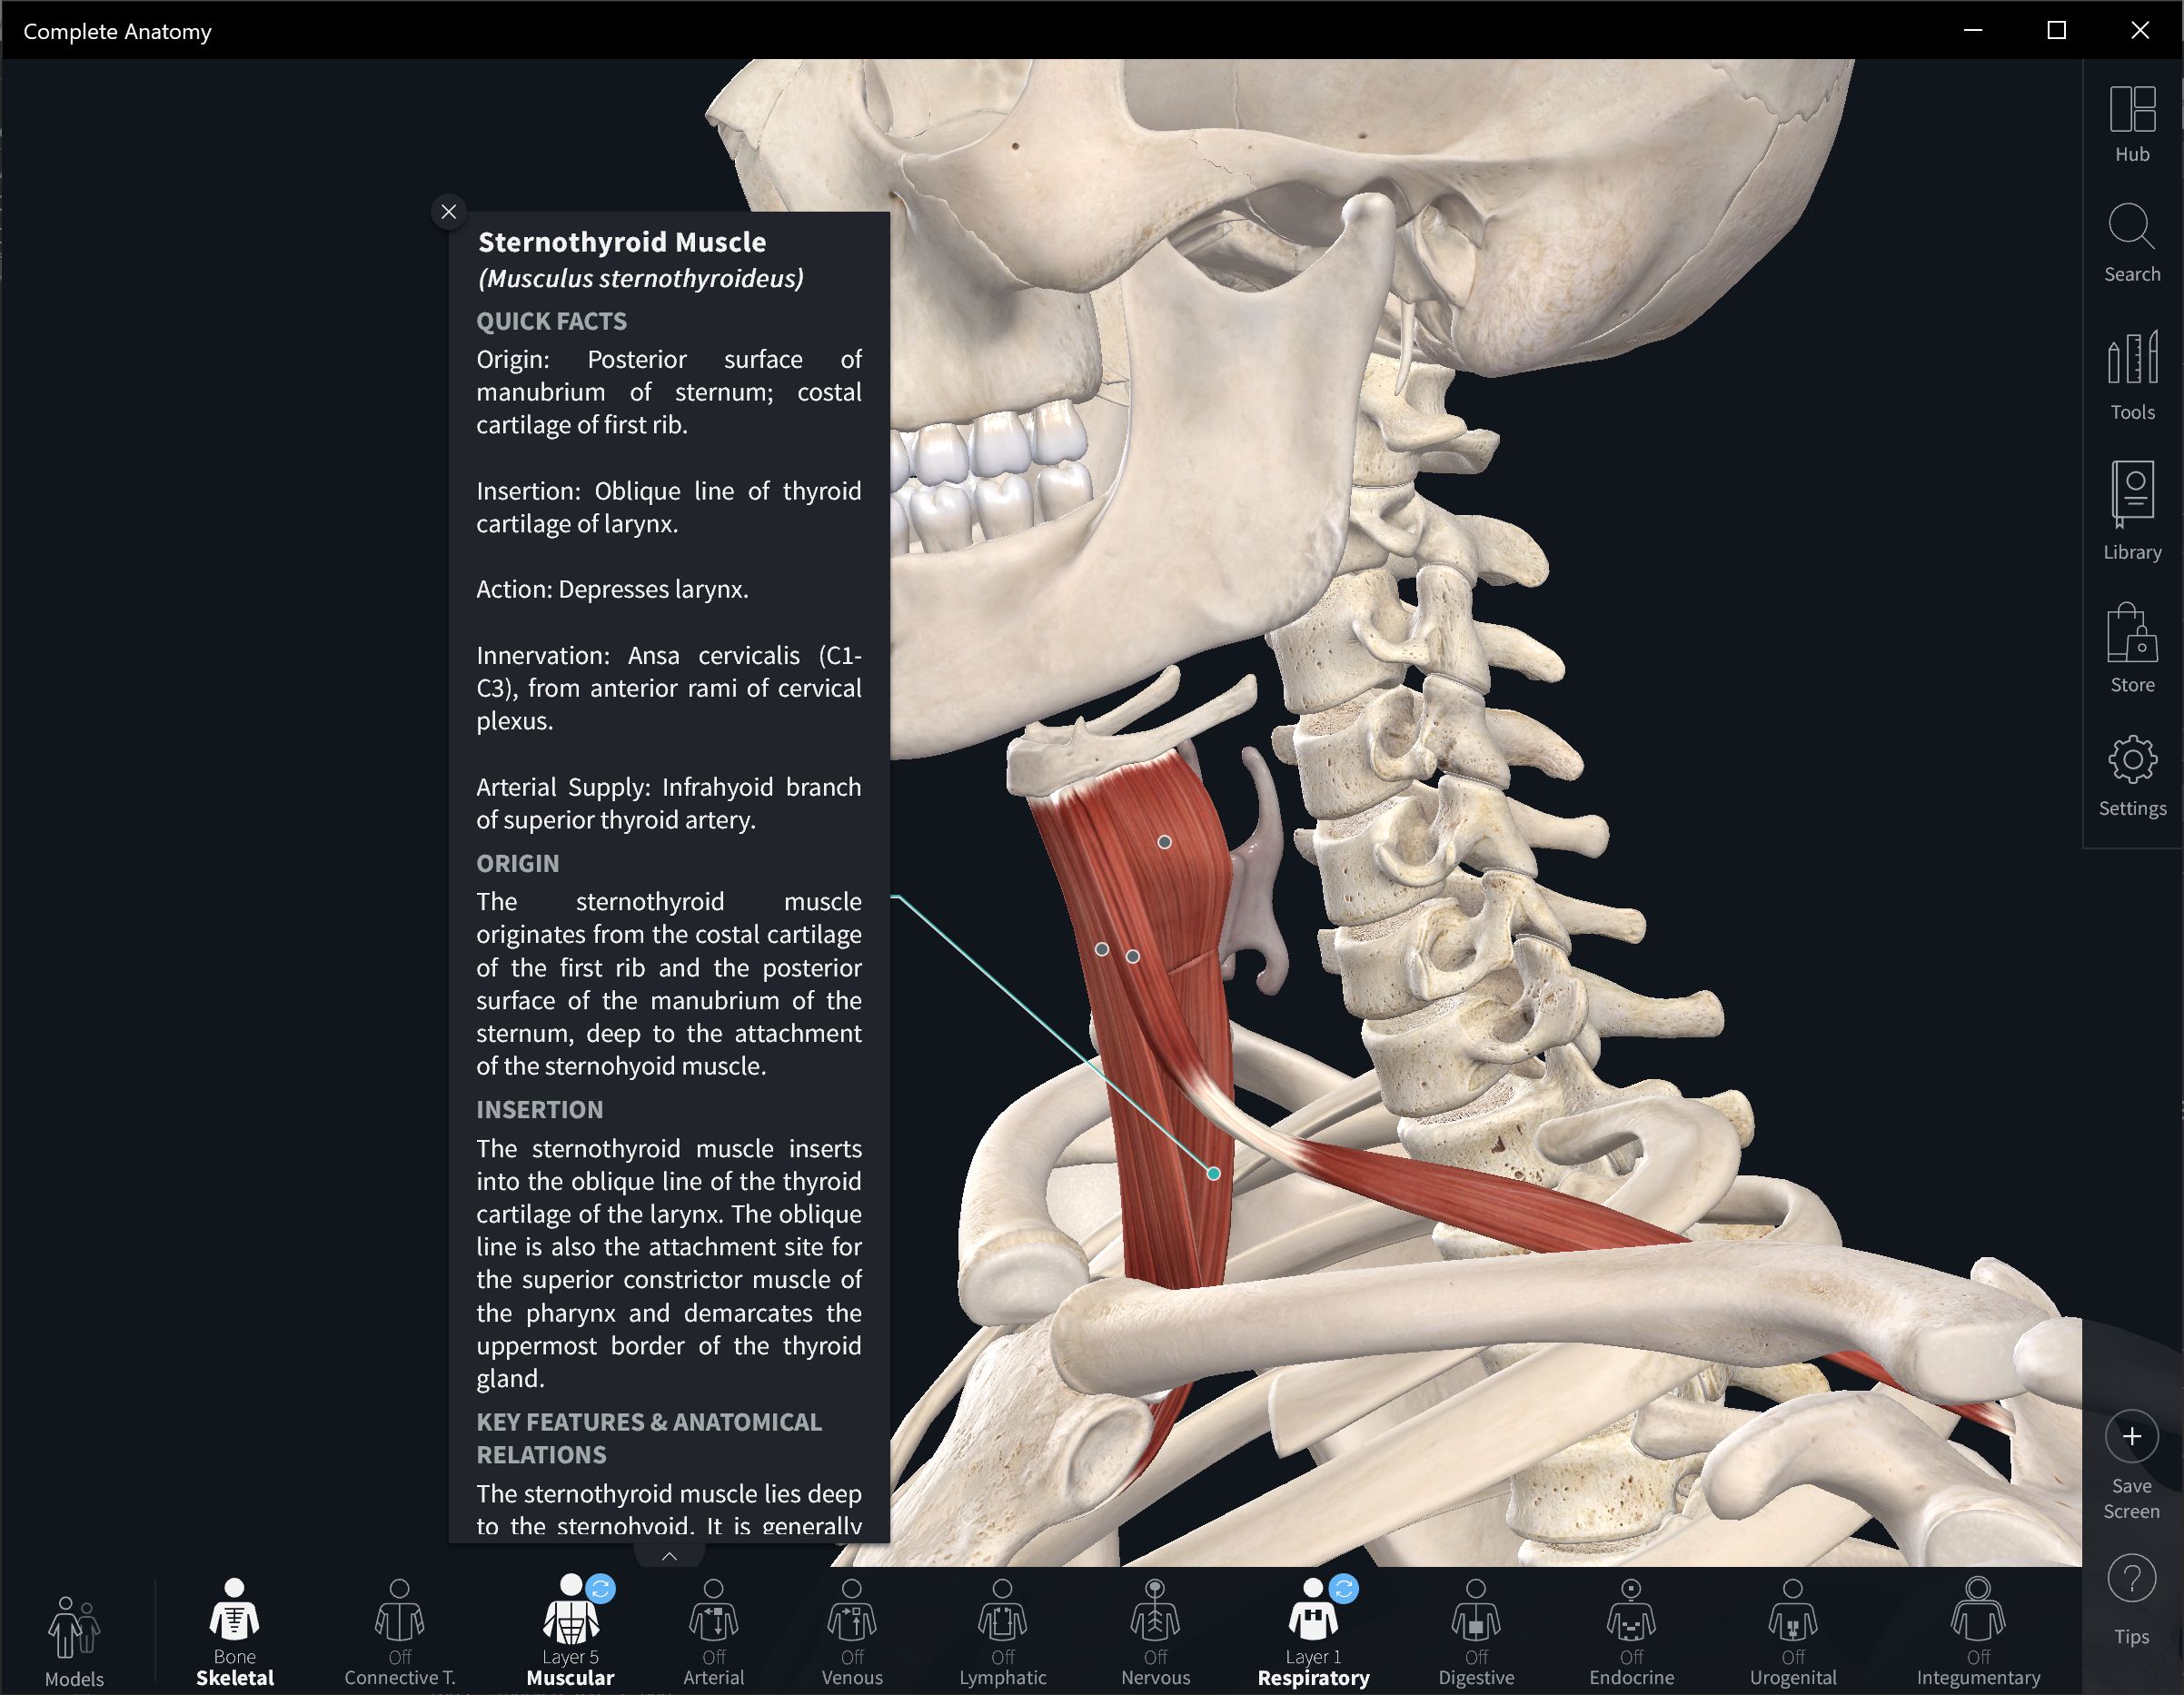 Complete Anatomy
Hub
Search
Tools
Library
Store
Settings
Sternothyroid Muscle
(Musculus sternothyroideus)
QUICK FACTS
Origin: Posterior surface of
manubrium of sternum; costal
cartilage of first rib.
Insertion: Oblique line of thyroid
cartilage of larynx.
Action: Depresses larynx.
Innervation: Ansa cervicalis (C1-
C3), from anterior rami of cervical
plexus.
Arterial Supply: Infrahyoid branch
of superior thyroid artery.
ORIGIN
The sternothyroid muscle
originates from the costal cartilage
of the first rib and the posterior
surface of the manubrium of the
sternum, deep to the attachment
of the sternohyoid muscle.
INSERTION
The sternothyroid muscle inserts
into the oblique line of the thyroid
cartilage of the larynx. The oblique
line is also the attachment site for
the superior constrictor muscle of
the pharynx and demarcates the
uppermost border of the thyroid
gland.
KEY FEATURES & ANATOMICAL
RELATIONS
The sternothyroid muscle lies deep
to the sternohyoid. It is generally
Save
Screen
Tips
Models
Bone
Skeletal
Off
Connective T.
Layer 5
Muscular
Off
Arterial
Off
Venous
Off
Lymphatic
Off
Nervous
Layer 1
Respiratory
Off
Digestive
Off
Endocrine
Off
Urogenital
Off
Integumentary